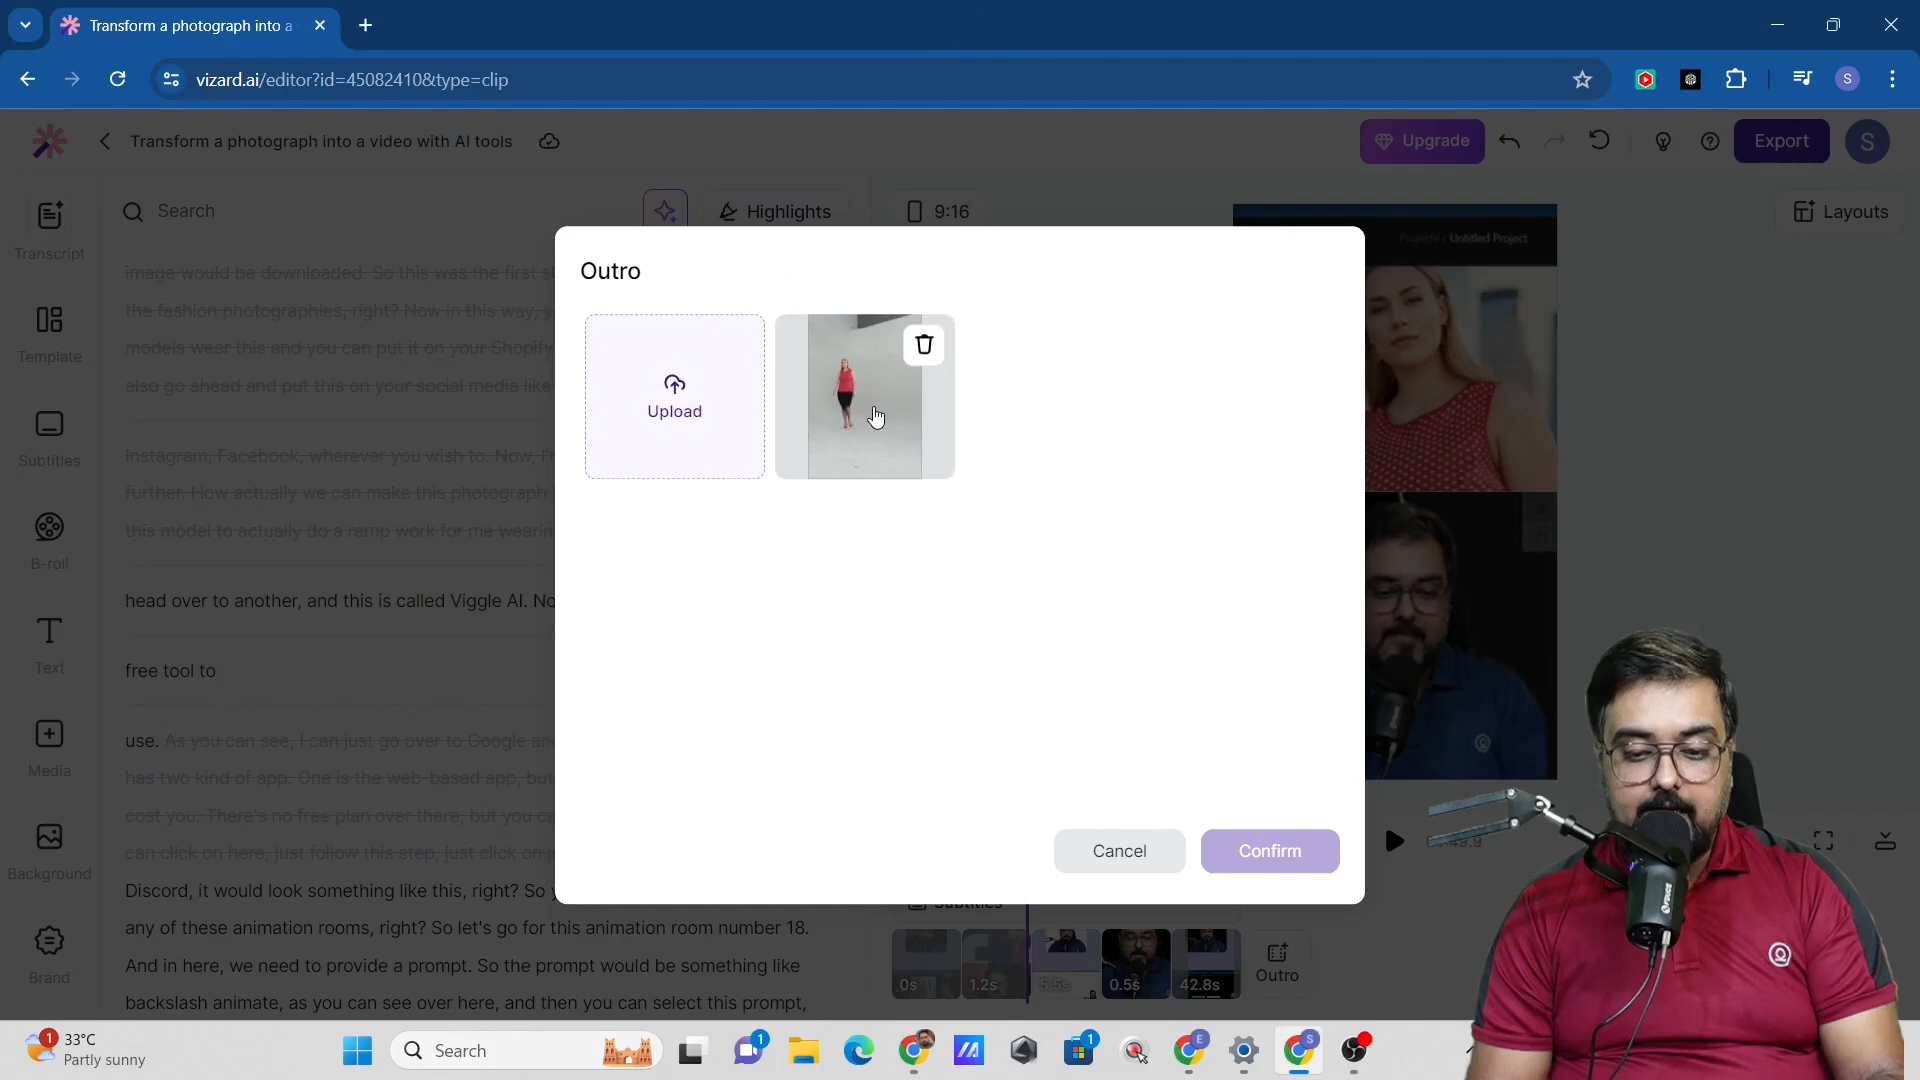 Transform a photograph into a
vizard.ai/editor?id=45082410&type=clip
S
Transform a photograph into a video with AI tools
Upgrade
Export
S
Search
Highlights
9:16
Layouts
Transcript
Template
Subtitles
B-roll
Text
Media
Background
Brand
image would be downloaded. So this was the first
the fashion photographies, right? Now in this way,
models wear this and you can put it on your Shopify
also go ahead and put this on your social media like
Instagram, Facebook, wherever you wish to. Now,
further. How actually we can make this photograph
this model to actually do a ramp work for me wearin
head over to another, and this is called Viggle AI. No
free tool to
use. As you can see, I can just go over to Google an
has two kind of app. One is the web-based app, but
cost you. There's no free plan over there, but you c
can click on here, just follow this step, just click on
Discord, it would look something like this, right? So y
any of these animation rooms, right? So let's go for this animation room number 18.
And in here, we need to provide a prompt. So the prompt would be something like
backslash animate, as you can see over here, and then you can select this prompt,
Outro
Upload
Cancel
Confirm
Projects / Untitled Project
Subtitles
0s
1.2s
5.5s
0.5s
42.8s
Outro
1
33°C
Partly sunny
Search
1
1
E
S